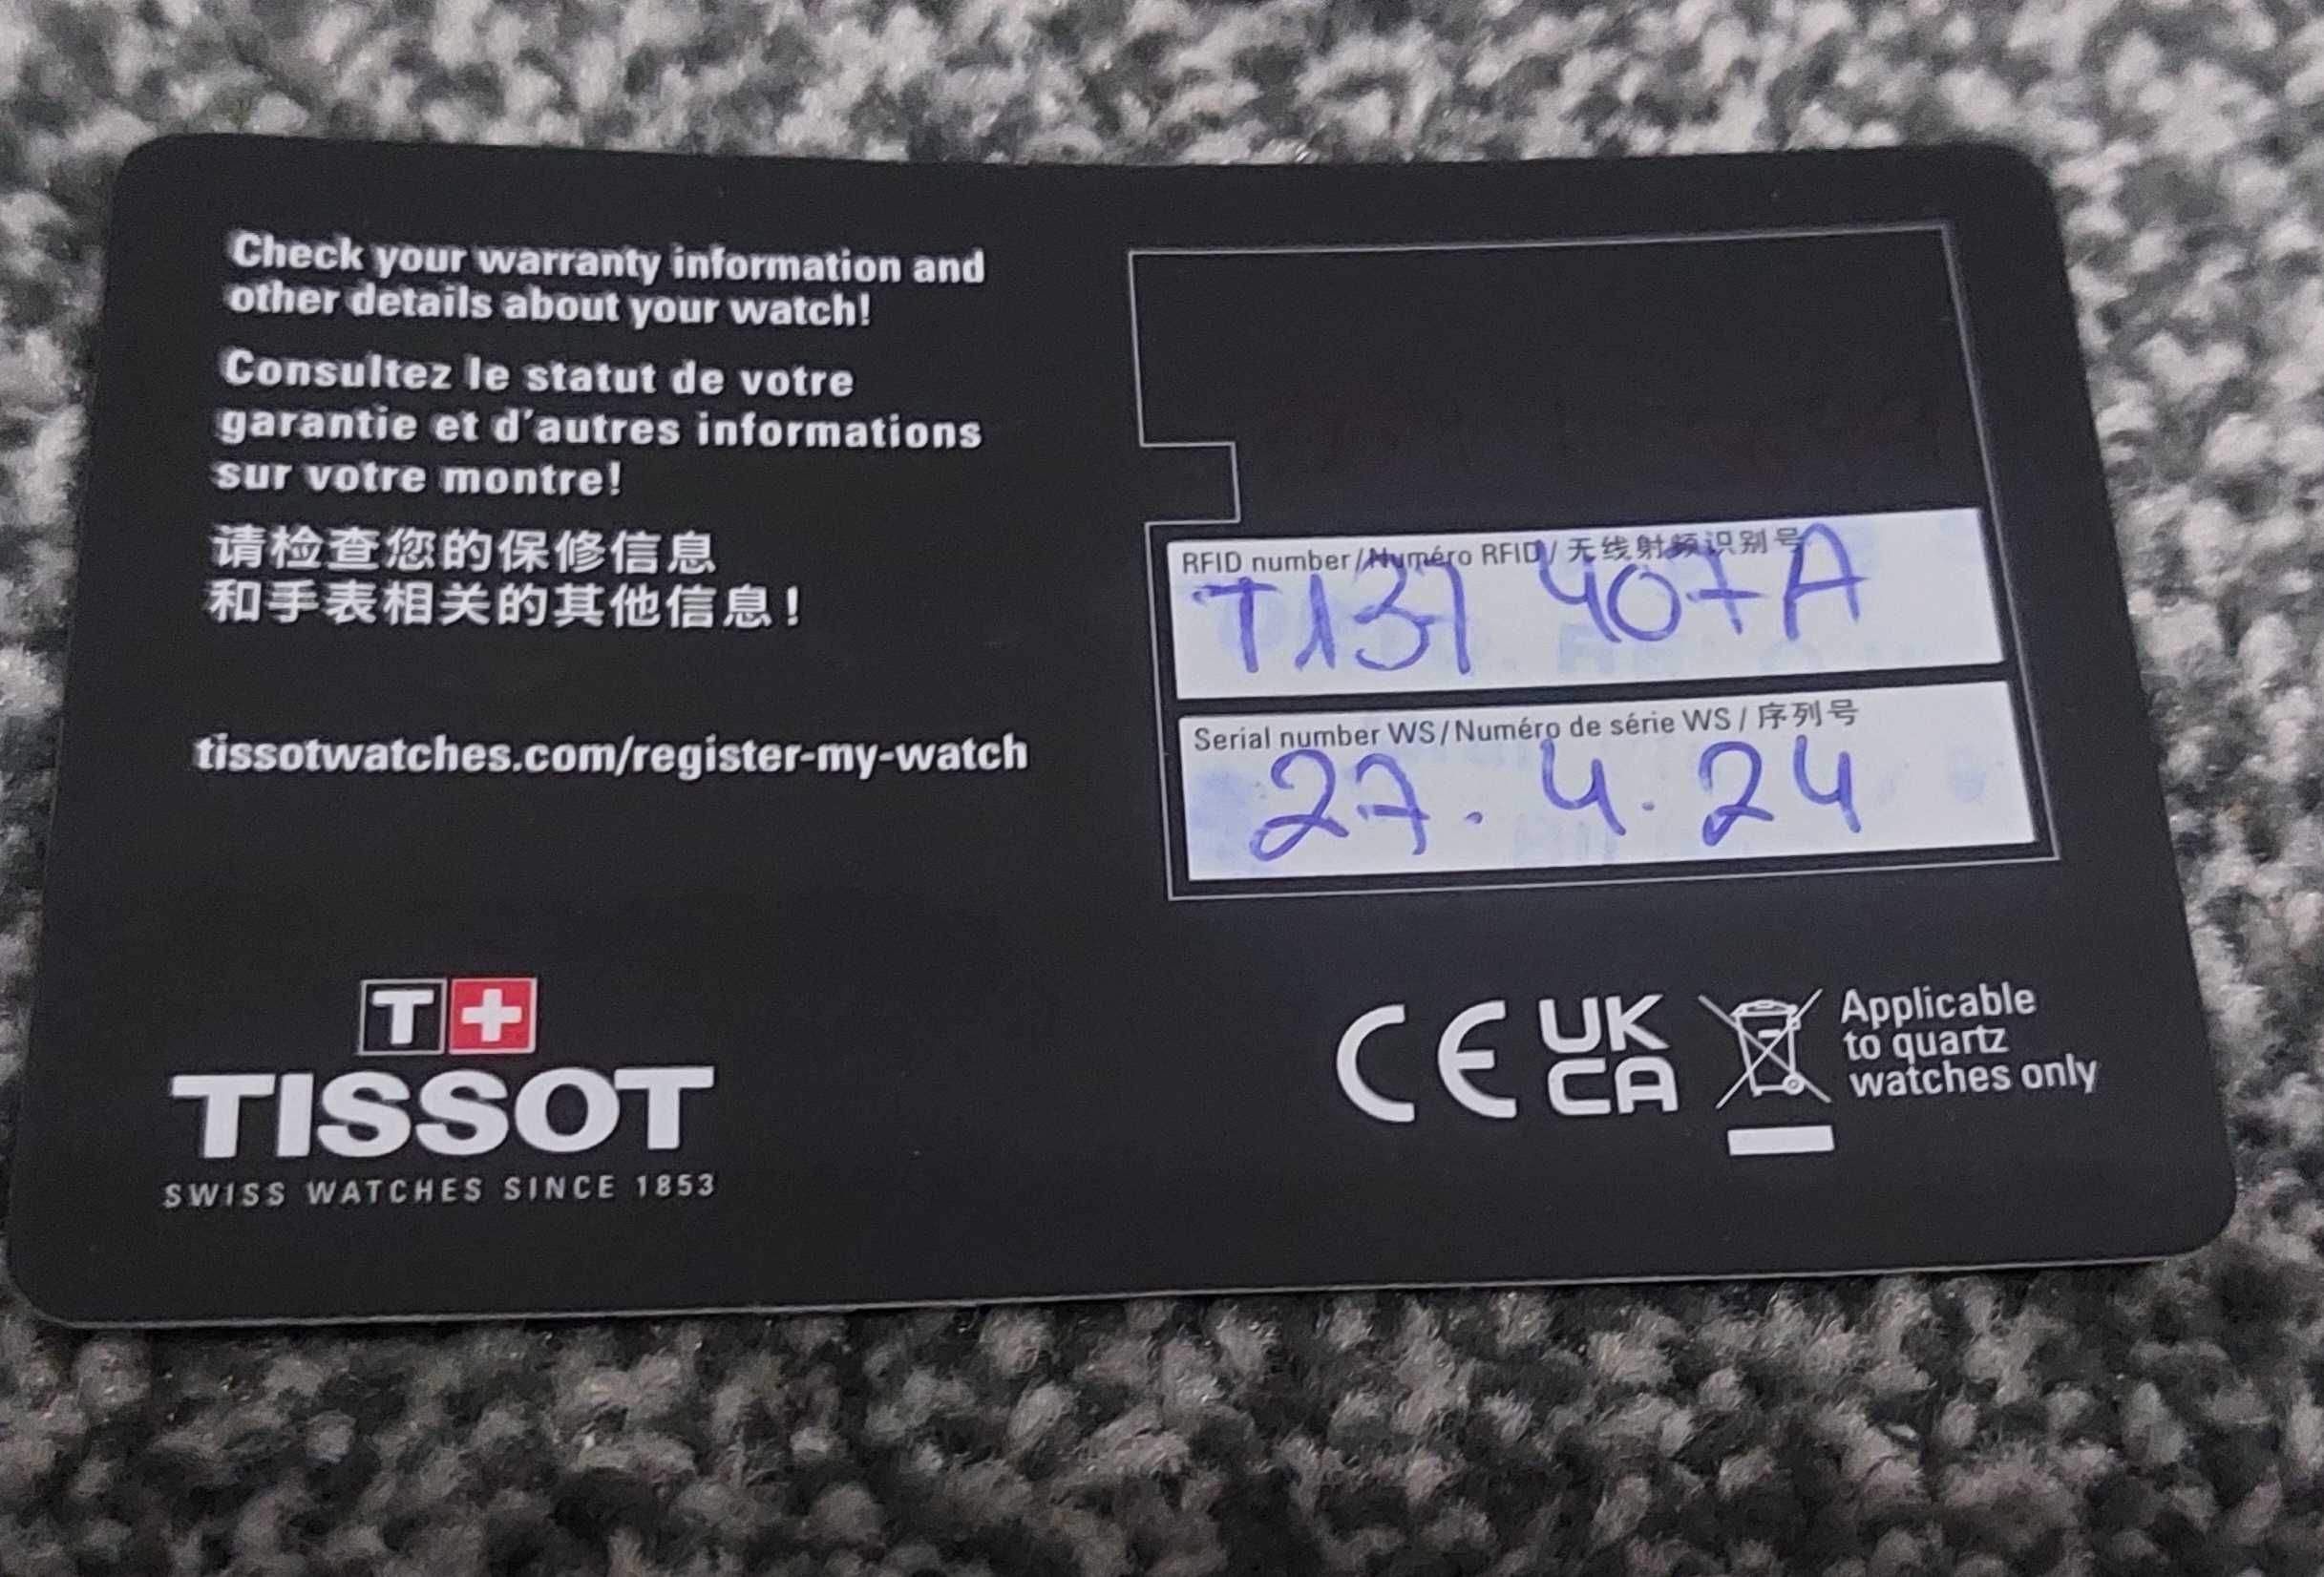 Check your warranty information and
other details about your watch!
Consultez le statut de votre
garantie et d'autres informations
sur votre montre!
请检查您的保修信息
和手表相关的其他信息!
tissotwatches.com/register-my-watch
T+
TISSOT
SWISS WATCHES SINCE 1853
RFID number/Numéro RFID/无线射频识别号
T137 407A
Serial number WS/Numéro de série WS/序列号
27.4.24
CE
UK
CA
Applicable
to quartz
watches only